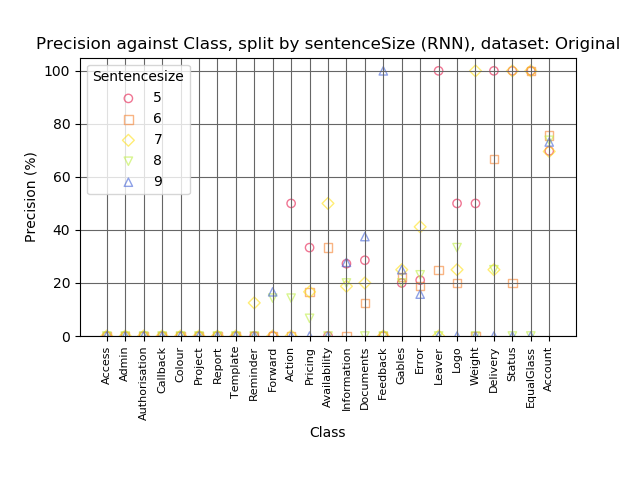 Precision against Class, split by sentenceSize (RNN), dataset: Original
Sentencesize
5
6
7
8
9
Precision (%)
100
80
60
40
20
0
Access
Admin
Authorisation
Callback
Colour
Project
Report
Template
Reminder
Forward
Action
Pricing
Availability
Information
Documents
Feedback
Gables
Error
Leaver
Logo
Weight
Delivery
Status
EqualGlass
Account
Class